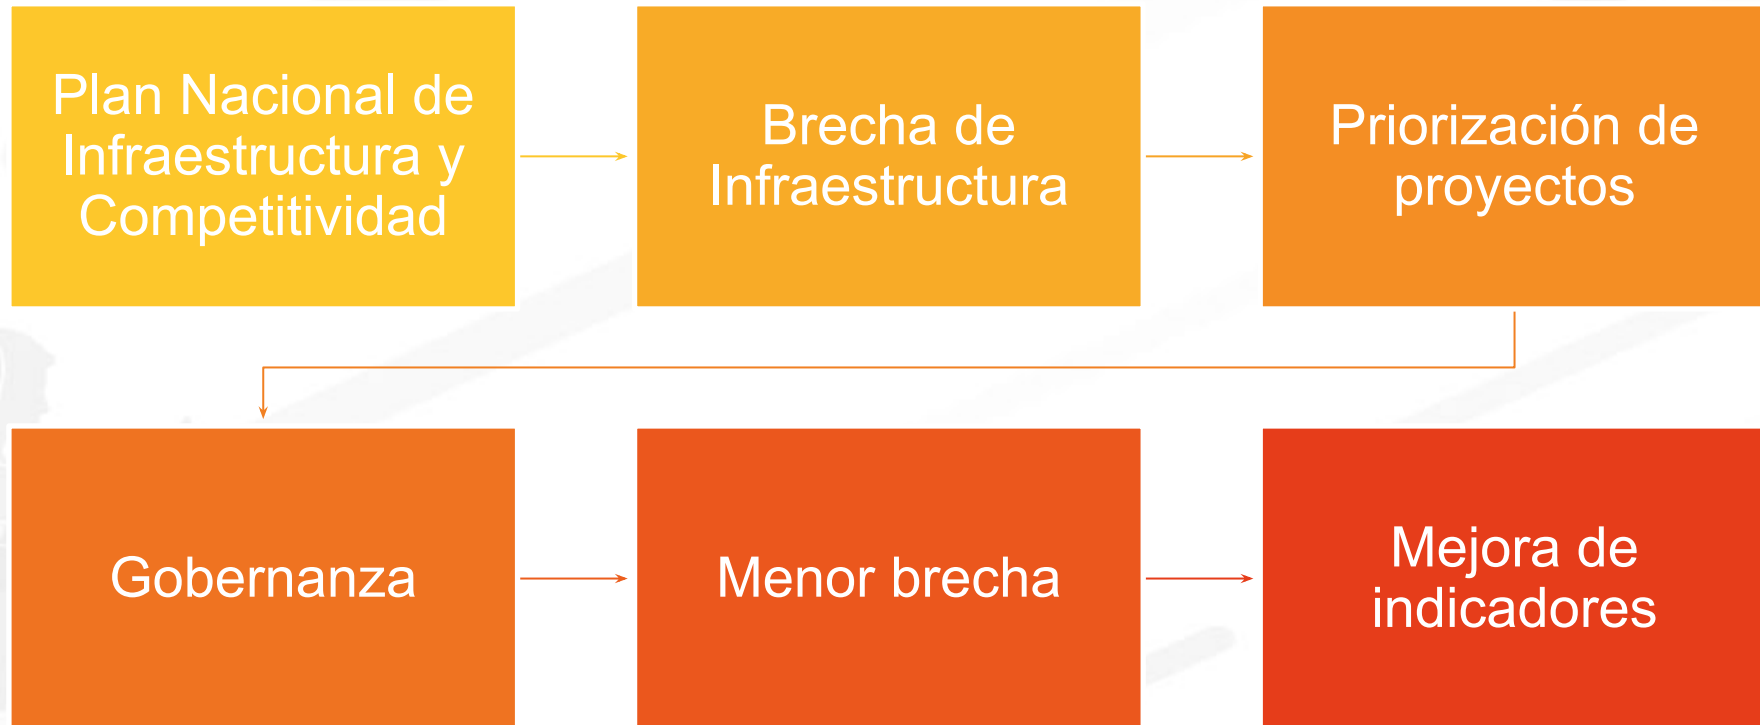 Plan Nacional de
Infraestructura y
Competitividad
Brecha de
Infraestructura
Priorización de
proyectos
Gobernanza
Menor brecha
Mejora de
indicadores